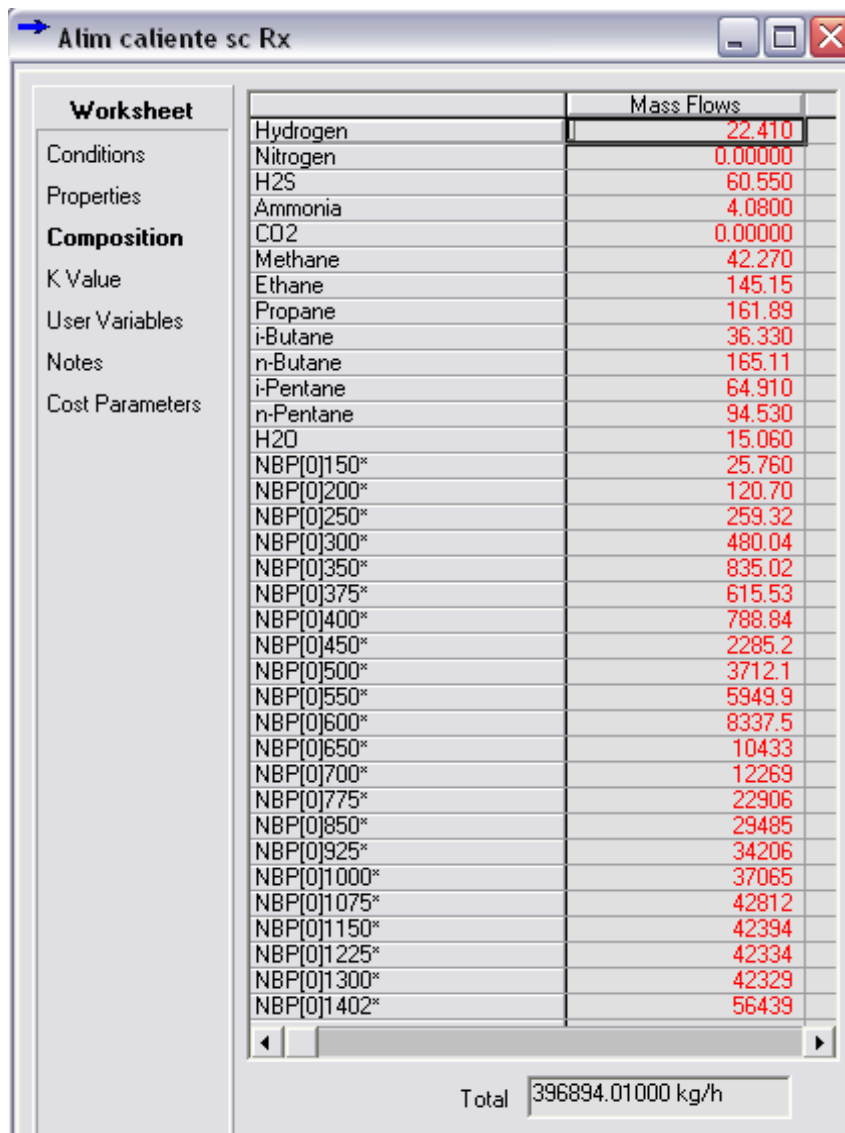 Alim caliente sc Rx
Worksheet
Conditions
Properties
Composition
K Value
User Variables
Notes
Cost Parameters
Mass Flows
Hydrogen 22.410
Nitrogen 0.00000
H2S 60.550
Ammonia 4.0800
CO2 0.00000
Methane 42.270
Ethane 145.15
Propane 161.89
i-Butane 36.330
n-Butane 165.11
i-Pentane 64.910
n-Pentane 94.530
H2O 15.060
NBP[0]150* 25.760
NBP[0]200* 120.70
NBP[0]250* 259.32
NBP[0]300* 480.04
NBP[0]350* 835.02
NBP[0]375* 615.53
NBP[0]400* 788.84
NBP[0]450* 2285.2
NBP[0]500* 3712.1
NBP[0]550* 5949.9
NBP[0]600* 8337.5
NBP[0]650* 10433
NBP[0]700* 12269
NBP[0]775* 22906
NBP[0]850* 29485
NBP[0]925* 34206
NBP[0]1000* 37065
NBP[0]1075* 42812
NBP[0]1150* 42394
NBP[0]1225* 42334
NBP[0]1300* 42329
NBP[0]1402* 56439
Total 396894.01000 kg/h